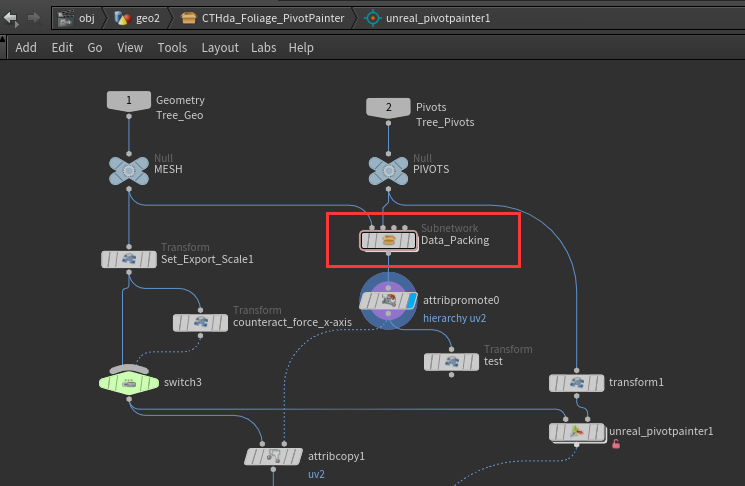 obj geo2 CTHda_Foliage_PivotPainter unreal_pivotpainter1
Add Edit Go View Tools Layout Labs Help
1 Geometry
Tree_Geo
2 Pivots
Tree_Pivots
Null
MESH
Null
PIVOTS
Subnetwork
Data_Packing
Transform
Set_Export_Scale1
attribpromote0
hierarchy uv2
Transform
counteract_force_x-axis
Transform
test
switch3
transform1
unreal_pivotpainter1
attribcopy1
uv2